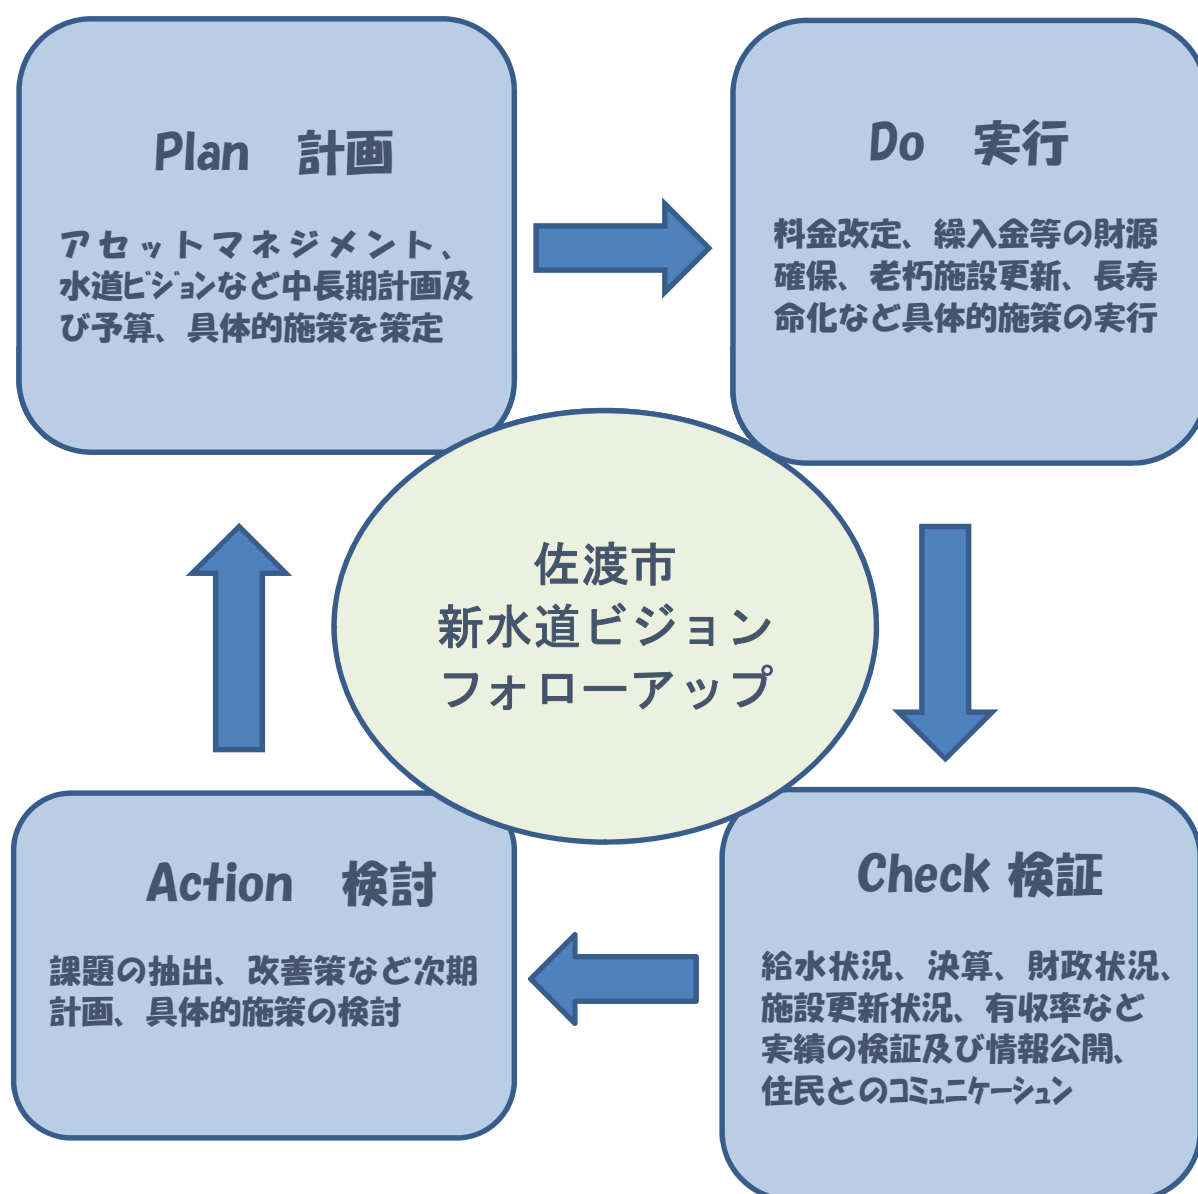 Plan　計画
アセットマネジメント、
水道ﾋﾞｼﾞｮﾝなど中長期計画及
び予算、具体的施策を策定
Do　実行
料金改定、繰入金等の財源
確保、老朽施設更新、長寿
命化など具体的施策の実行
佐渡市
新水道ビジョン
フォローアップ
Action　検討
課題の抽出、改善策など次期
計画、具体的施策の検討
Check 検証
給水状況、決算、財政状況、
施設更新状況、有収率など
実績の検証及び情報公開、
住民とのｺﾐｭﾆｹｰｼｮﾝ